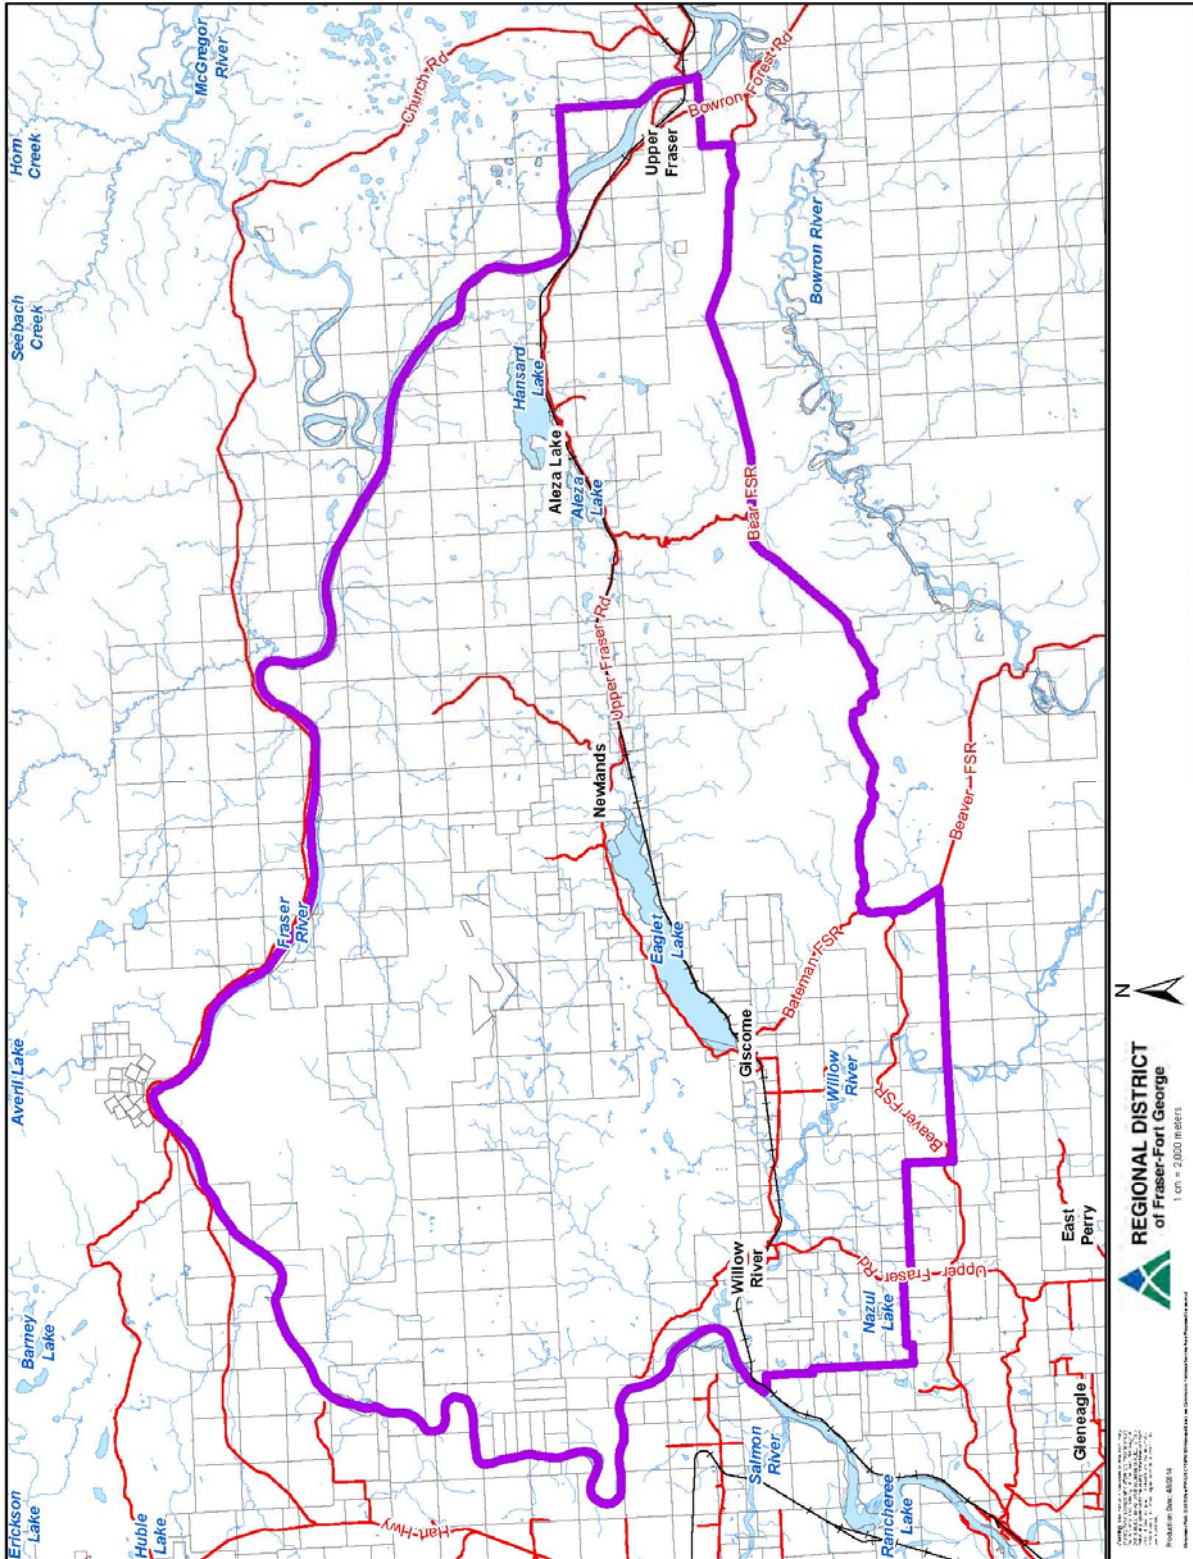 Erickson
Lake
Huble
Lake
Barney
Lake
Averil Lake
Seebach
Creek
Horn
Creek
McGregor
River
Church Rd
Hart Hwy
Fraser
River
Hansard
Lake
Aleza Lake
Aleza
Lake
Upper
Fraser
Bowron Forest Rd
Bowron River
Bear FSR
Upper Fraser Rd
Newlands
Eaglet
Lake
Giscome
Bateman FSR
Beaver FSR
Willow
River
Willow
River
Beaver FSR
Upper Fraser Rd
Nazul
Lake
Salmon
River
Rancheree
Lake
Gleneagle
East
Perry
N
REGIONAL DISTRICT
of Fraser-Fort George
1 cm = 2,000 meters